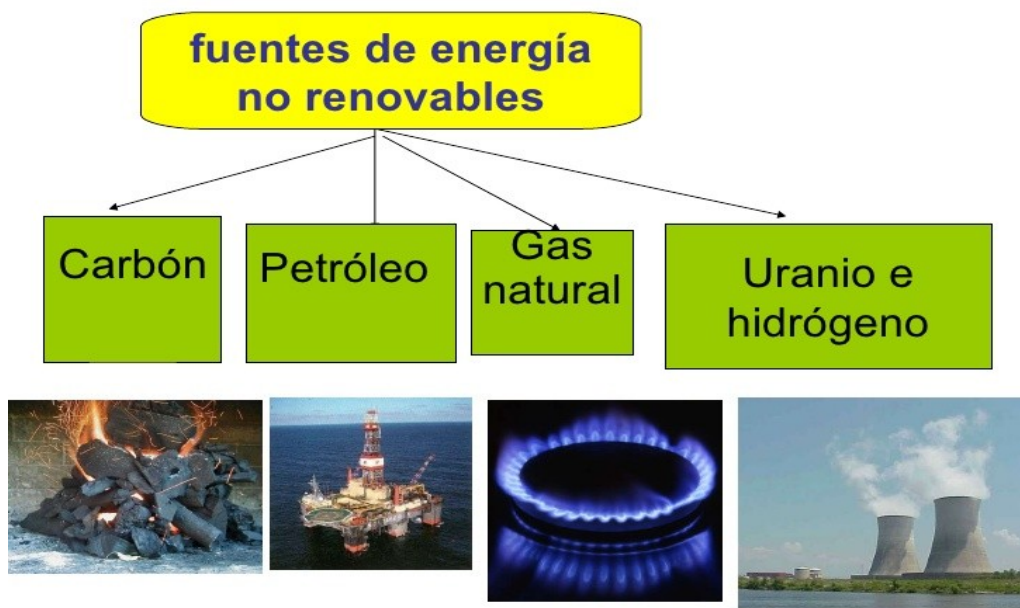 fuentes de energía
no renovables
Carbón
Petróleo
Gas
natural
Uranio e
hidrógeno